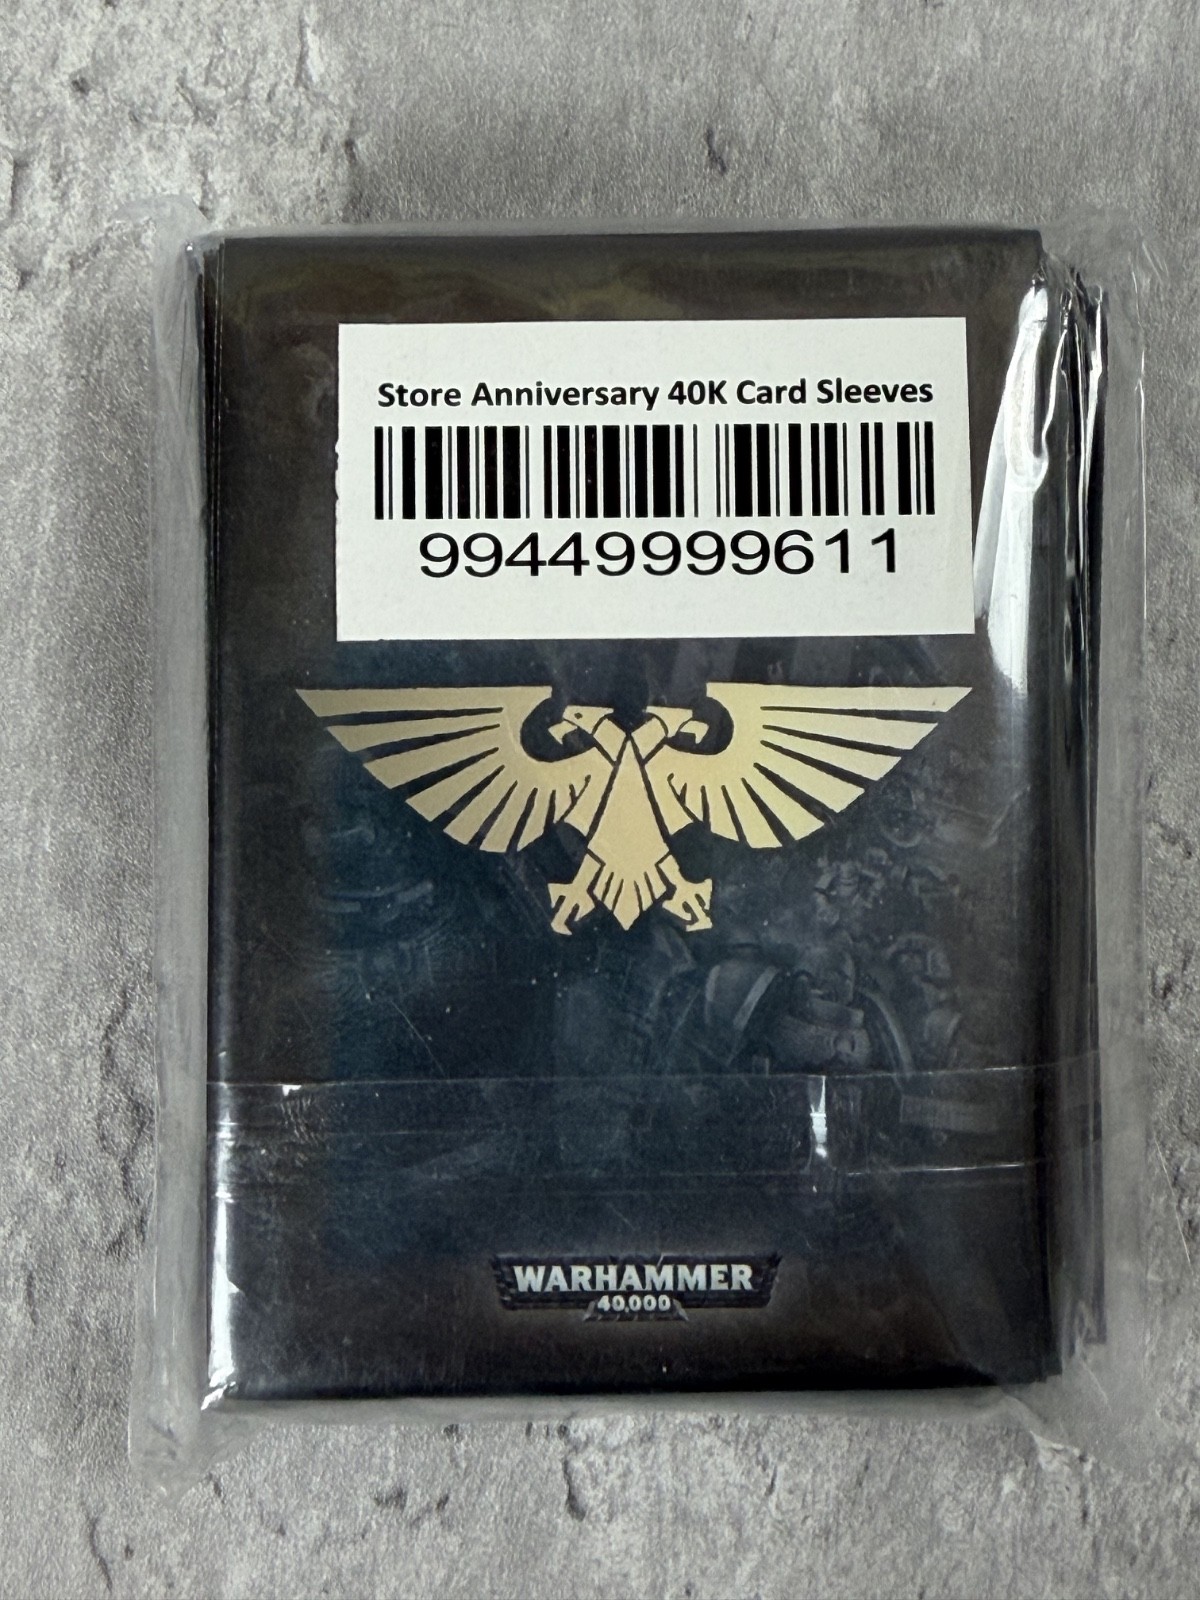 Store Anniversary 40K Card Sleeves
99449999611
WARHAMMER
40,000